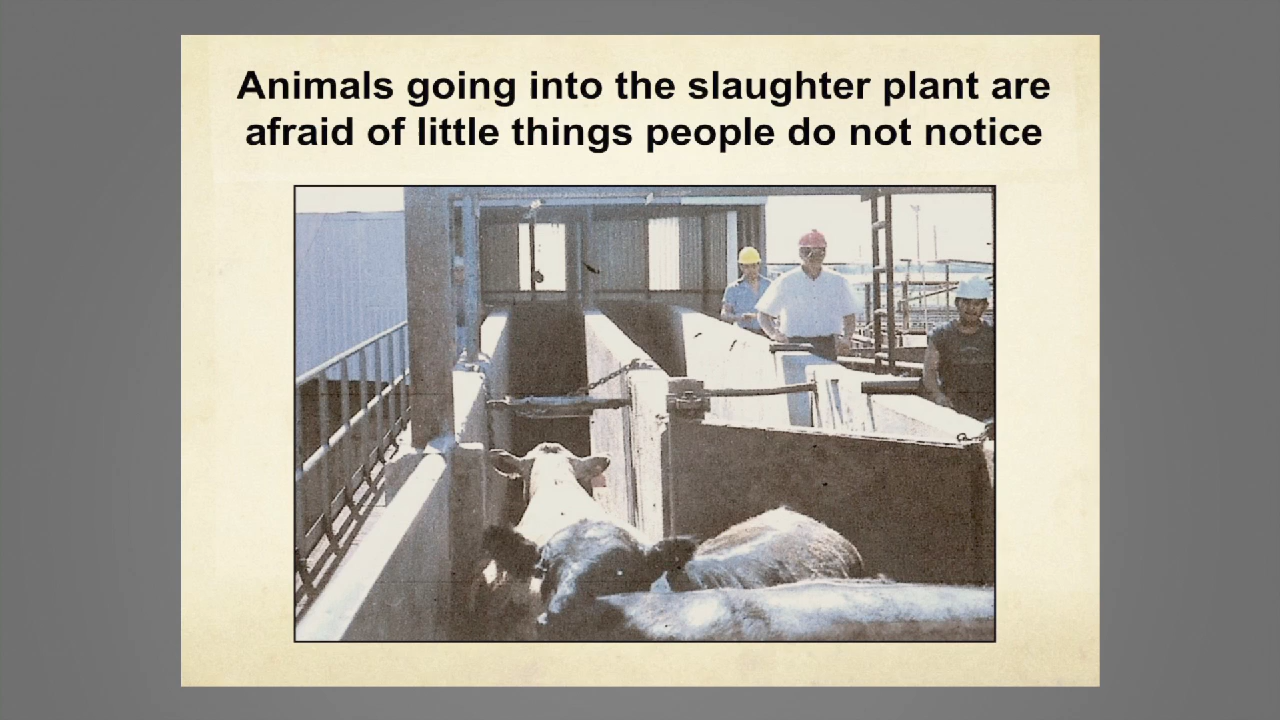 Animals going into the slaughter plant are
afraid of little things people do not notice